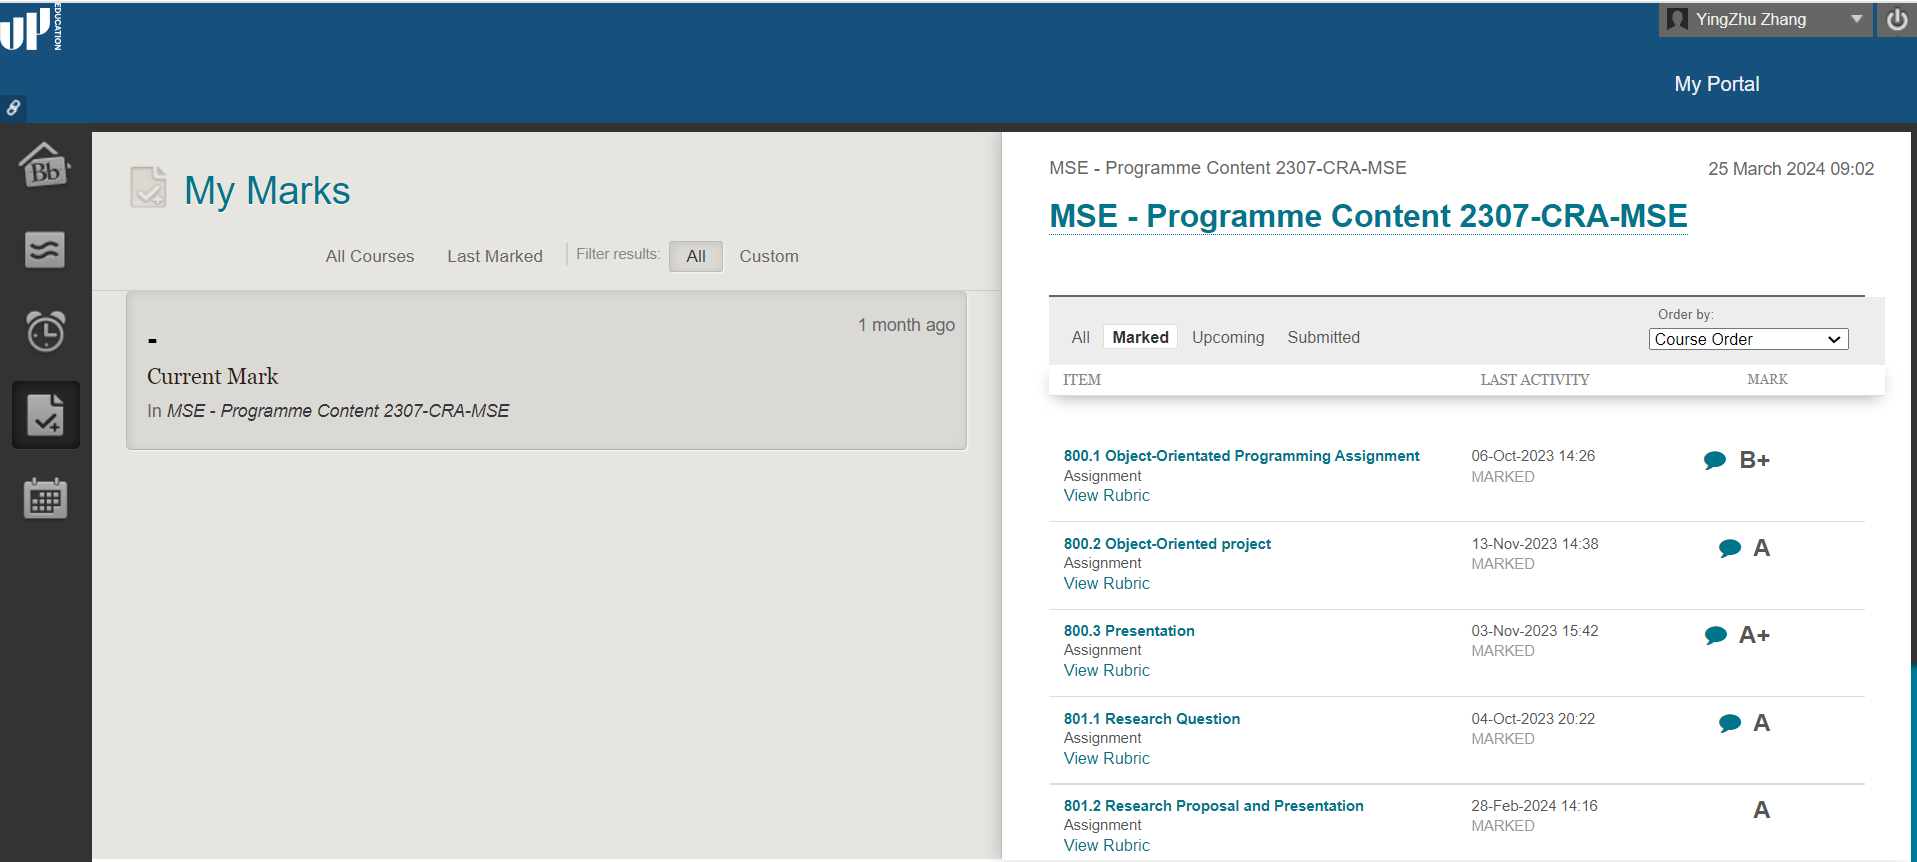 UP EDUCATION
YingZhu Zhang
My Portal
Bb
My Marks
All Courses Last Marked Filter results: All Custom
-
1 month ago
Current Mark
In MSE - Programme Content 2307-CRA-MSE
MSE - Programme Content 2307-CRA-MSE 25 March 2024 09:02
MSE - Programme Content 2307-CRA-MSE
Order by:
All Marked Upcoming Submitted Course Order
ITEM LAST ACTIVITY MARK
800.1 Object-Orientated Programming Assignment 06-Oct-2023 14:26 B+
Assignment MARKED
View Rubric
800.2 Object-Oriented project 13-Nov-2023 14:38 A
Assignment MARKED
View Rubric
800.3 Presentation 03-Nov-2023 15:42 A+
Assignment MARKED
View Rubric
801.1 Research Question 04-Oct-2023 20:22 A
Assignment MARKED
View Rubric
801.2 Research Proposal and Presentation 28-Feb-2024 14:16 A
Assignment MARKED
View Rubric